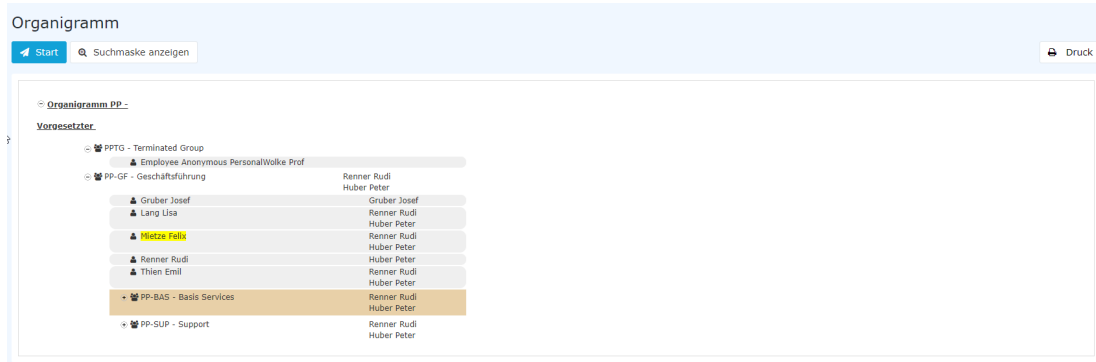 Organigramm
Start Suchmaske anzeigen Druck
Organigramm PP -
Vorgesetzter
PPTG - Terminated Group
Employee Anonymous PersonalWolke Prof
PP-GF - Geschäftsführung Renner Rudi
Huber Peter
Gruber Josef Gruber Josef
Lang Lisa Renner Rudi
Huber Peter
Mietze Felix Renner Rudi
Huber Peter
Renner Rudi Huber Peter
Thien Emil Renner Rudi
Huber Peter
PP-BAS - Basis Services Renner Rudi
Huber Peter
PP-SUP - Support Renner Rudi
Huber Peter